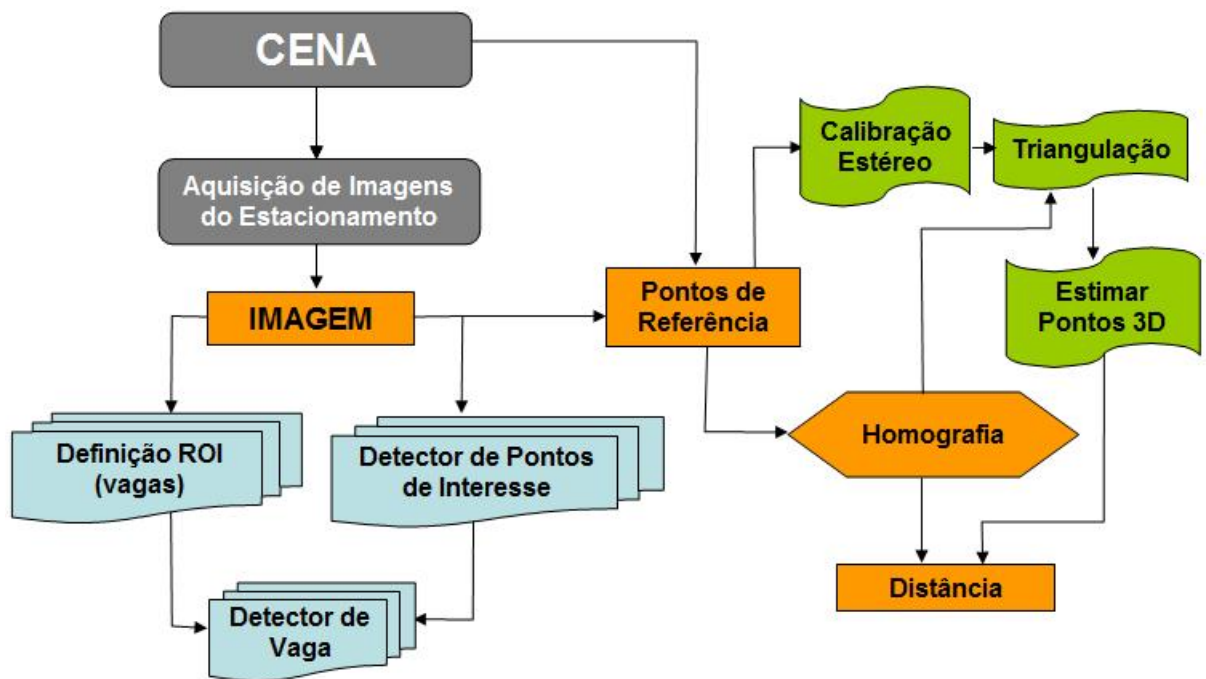 CENA
Aquisição de Imagens
do Estacionamento
IMAGEM
Definição ROI
(vagas)
Detector de Pontos
de Interesse
Detector de
Vaga
Pontos de
Referência
Calibração
Estéreo
Triangulação
Estimar
Pontos 3D
Homografia
Distância